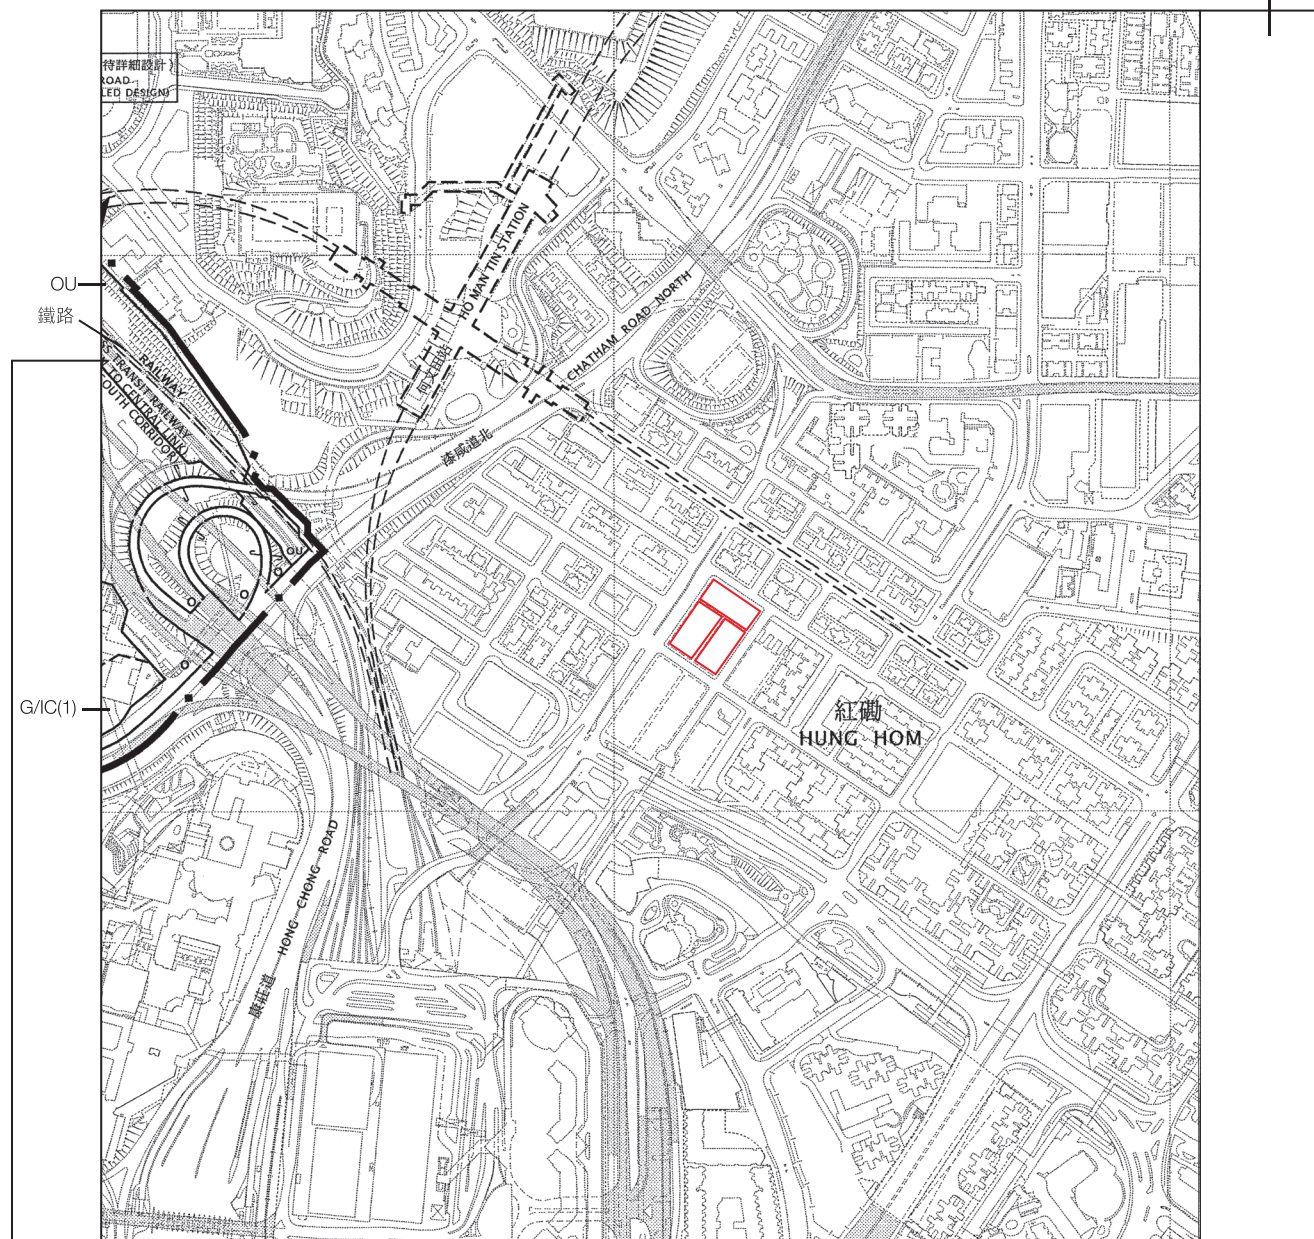 待詳細設計)
ROAD
LED DESIGN)
HO MAN TIN STATION
何文田站
CHATHAM ROAD NORTH
漆咸道北
OU
鐵路
RAILWAY
TRANSIT RAILWAY
TO CENTRAL LINK)
OUTH CORRIDOR)
OU
G/IC(1)
紅磡
HUNG HOM
康莊道 HONG CHONG ROAD